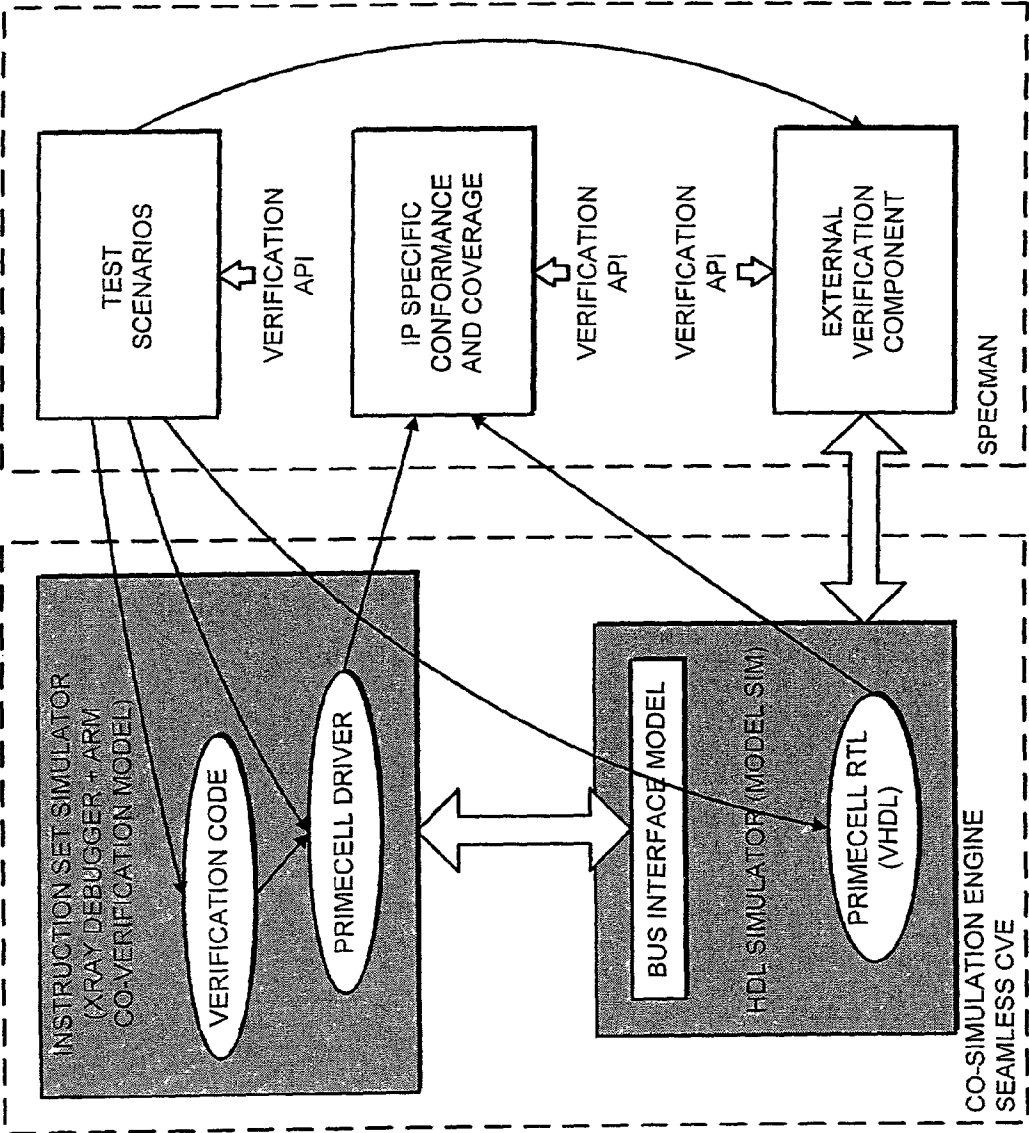 INSTRUCTION SET SIMULATOR
(XRAY DEBUGGER + ARM
CO-VERIFICATION MODEL)
VERIFICATION CODE
PRIMECELL DRIVER
BUS INTERFACE MODEL
HDL SIMULATOR (MODEL SIM)
PRIMECELL RTL
(VHDL)
CO-SIMULATION ENGINE
SEAMLESS CVE
TEST
SCENARIOS
VERIFICATION
API
IP SPECIFIC
CONFORMANCE
AND COVERAGE
VERIFICATION
API
VERIFICATION
API
EXTERNAL
VERIFICATION
COMPONENT
SPECMAN